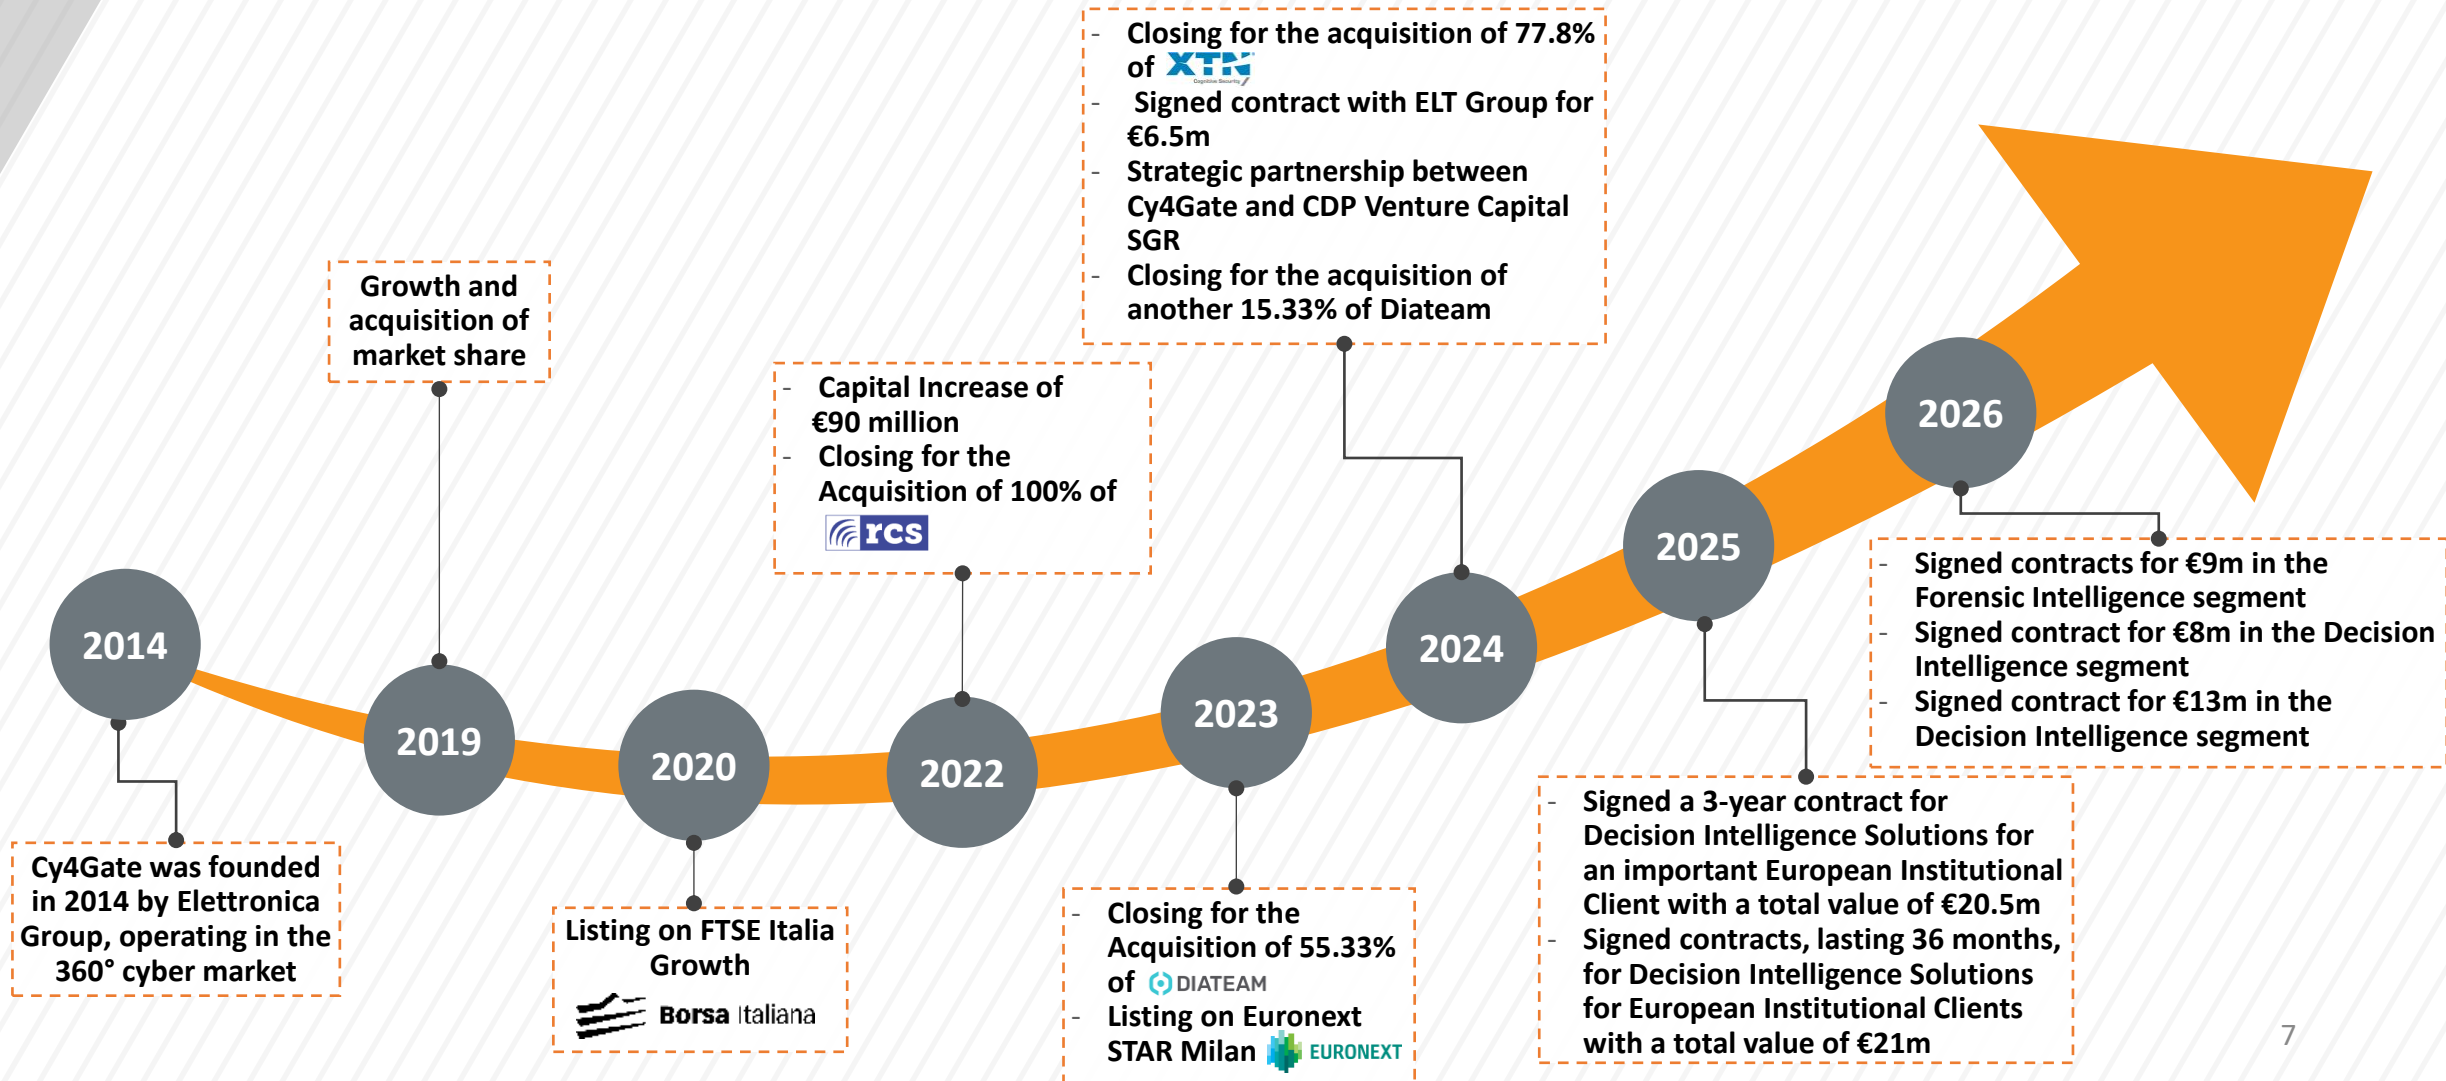 2014
Cy4Gate was founded
in 2014 by Elettronica
Group, operating in the
360° cyber market
Growth and
acquisition of
market share
2019
2020
Listing on FTSE Italia
Growth
Borsa Italiana
- Capital Increase of
€90 million
- Closing for the
Acquisition of 100% of
rcs
2022
2023
- Closing for the
Acquisition of 55.33%
of DIATEAM
- Listing on Euronext
STAR Milan EURONEXT
- Closing for the acquisition of 77.8%
of XTN
Cognitive Security
- Signed contract with ELT Group for
€6.5m
- Strategic partnership between
Cy4Gate and CDP Venture Capital
SGR
- Closing for the acquisition of
another 15.33% of Diateam
2024
2025
- Signed a 3-year contract for
Decision Intelligence Solutions for
an important European Institutional
Client with a total value of €20.5m
- Signed contracts, lasting 36 months,
for Decision Intelligence Solutions
for European Institutional Clients
with a total value of €21m
2026
- Signed contracts for €9m in the
Forensic Intelligence segment
- Signed contract for €8m in the Decision
Intelligence segment
- Signed contract for €13m in the
Decision Intelligence segment
7